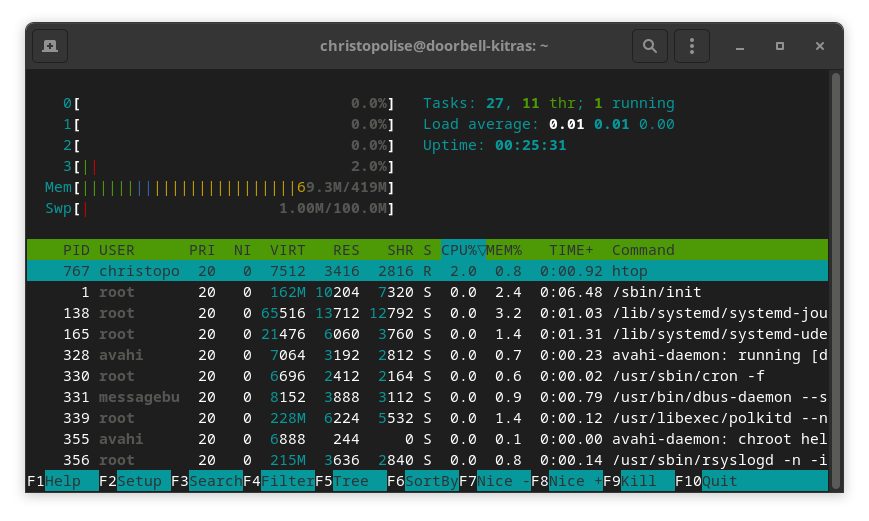 christopolise@doorbell-kitras: ~
0[ 0.0%] Tasks: 27, 11 thr; 1 running
1[ 0.0%] Load average: 0.01 0.01 0.00
2[ 0.0%] Uptime: 00:25:31
3[|| 2.0%]
Mem[||||||||||||||||||||||||69.3M/419M]
Swp[| 1.00M/100.0M]
PID USER PRI NI VIRT RES SHR S CPU%▽MEM% TIME+ Command
767 christopo 20 0 7512 3416 2816 R 2.0 0.8 0:00.92 htop
1 root 20 0 162M 10204 7320 S 0.0 2.4 0:06.48 /sbin/init
138 root 20 0 65516 13712 12792 S 0.0 3.2 0:01.03 /lib/systemd/systemd-jou
165 root 20 0 21476 6060 3760 S 0.0 1.4 0:01.31 /lib/systemd/systemd-ude
328 avahi 20 0 7064 3192 2812 S 0.0 0.7 0:00.23 avahi-daemon: running [d
330 root 20 0 6696 2412 2164 S 0.0 0.6 0:00.02 /usr/sbin/cron -f
331 messagebu 20 0 8152 3888 3112 S 0.0 0.9 0:00.79 /usr/bin/dbus-daemon --s
339 root 20 0 228M 6224 5532 S 0.0 1.4 0:00.12 /usr/libexec/polkitd --n
355 avahi 20 0 6888 244 0 S 0.0 0.1 0:00.00 avahi-daemon: chroot hel
356 root 20 0 215M 3636 2840 S 0.0 0.8 0:00.14 /usr/sbin/rsyslogd -n -i
F1Help F2Setup F3SearchF4FilterF5Tree F6SortByF7Nice -F8Nice +F9Kill F10Quit